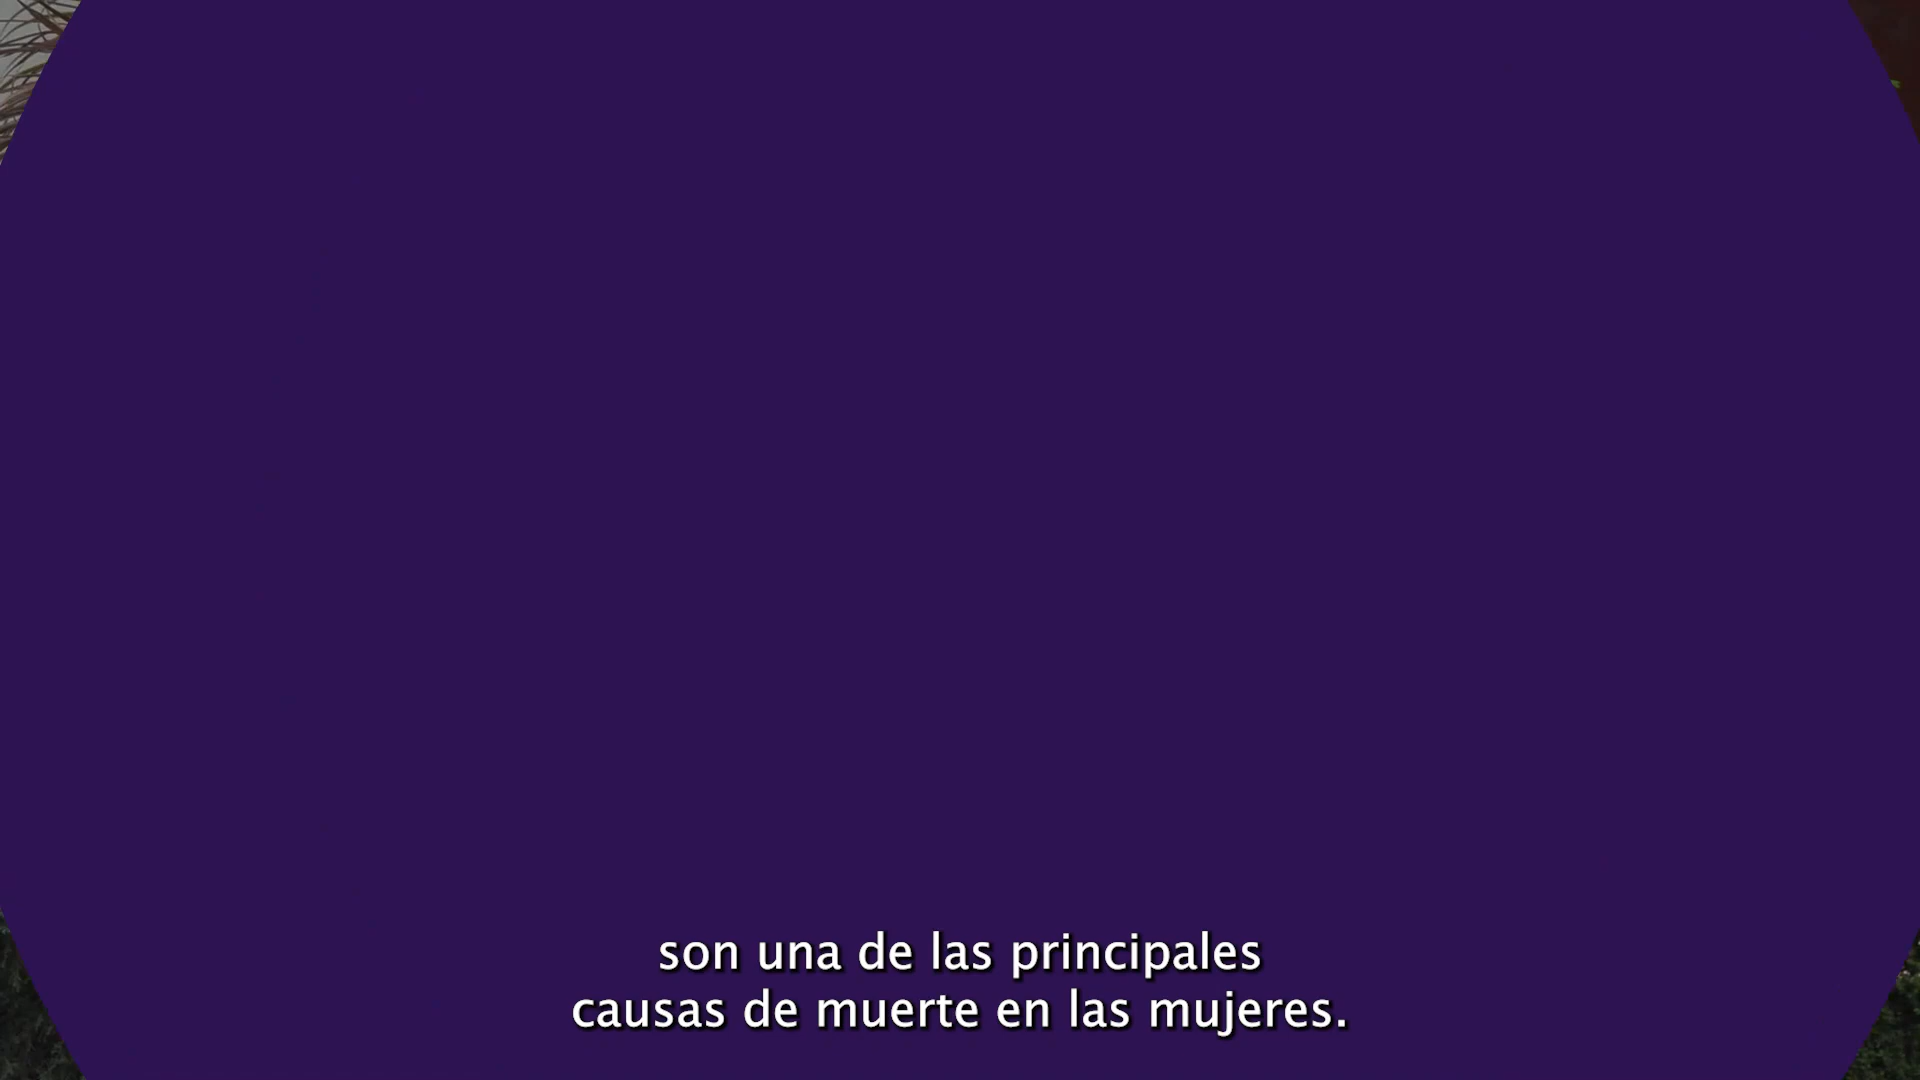 son una de las principales
causas de muerte en las mujeres.